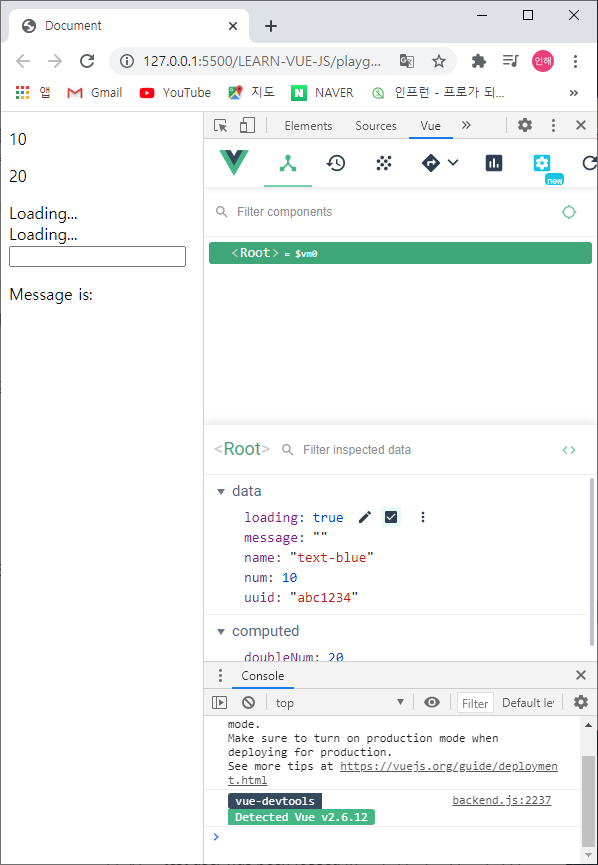 Document
127.0.0.1:5500/LEARN-VUE-JS/playg...
인해
앱 Gmail YouTube 지도 NAVER 인프런 - 프로가 되...
10
20
Loading...
Loading...
Message is:
Elements Sources Vue
new
Filter components
<Root> = $vm0
<Root> Filter inspected data
data
loading: true
message: ""
name: "text-blue"
num: 10
uuid: "abc1234"
computed
doubleNum: 20
Console
top Filter Default le
mode.
Make sure to turn on production mode when
deploying for production.
See more tips at https://vuejs.org/guide/deploymen
t.html
vue-devtools backend.js:2237
Detected Vue v2.6.12